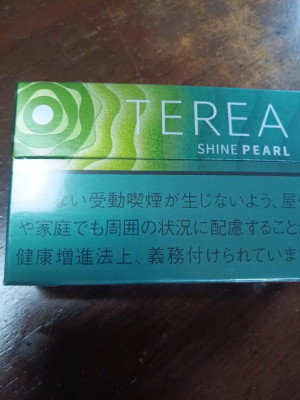 TEREA
SHINE PEARL
ない受動喫煙が生じないよう、屋
や家庭でも周囲の状況に配慮すること
健康増進法上、義務付けられていま